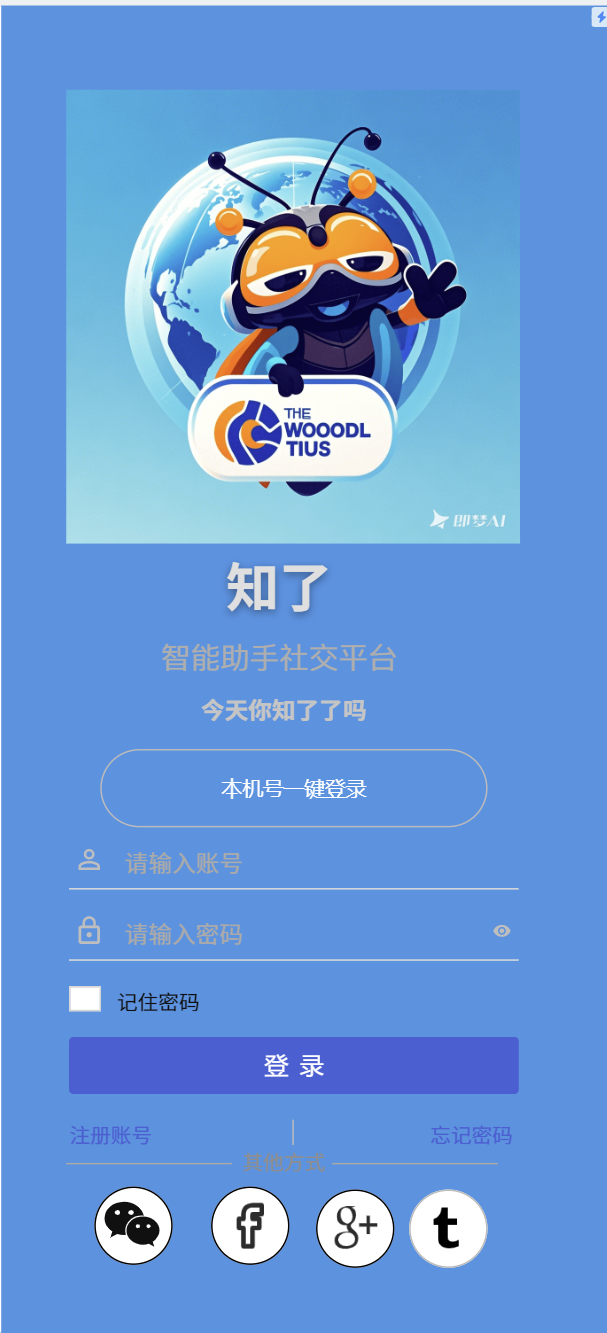 THE
WOOODL
TIUS
即梦AI
知了
智能助手社交平台
今天你知了了吗
本机号一键登录
请输入账号
请输入密码
记住密码
登 录
注册账号
忘记密码
其他方式